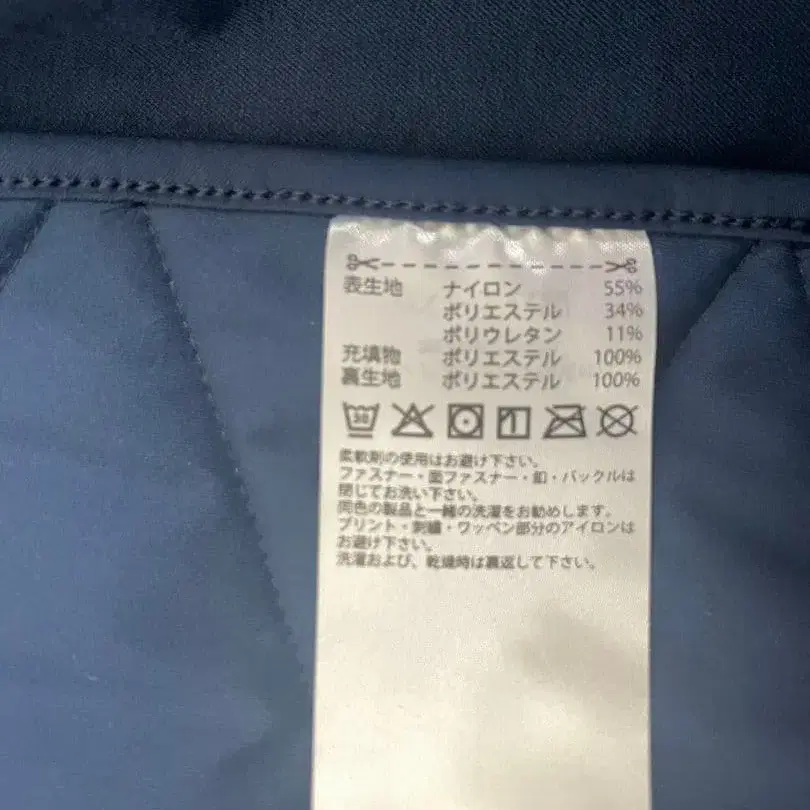 表生地 ナイロン 55%
ポリエステル 34%
ポリウレタン 11%
充填物 ポリエステル 100%
裏生地 ポリエステル 100%
30
柔軟剤の使用はお避け下さい。
ファスナー・面ファスナー・釦・バックルは
閉じてお洗い下さい。
同色の製品と一緒の洗濯をお勧めします。
プリント・刺繍・ワッペン部分のアイロンは
お避け下さい。
洗濯および、乾燥時は裏返して下さい。